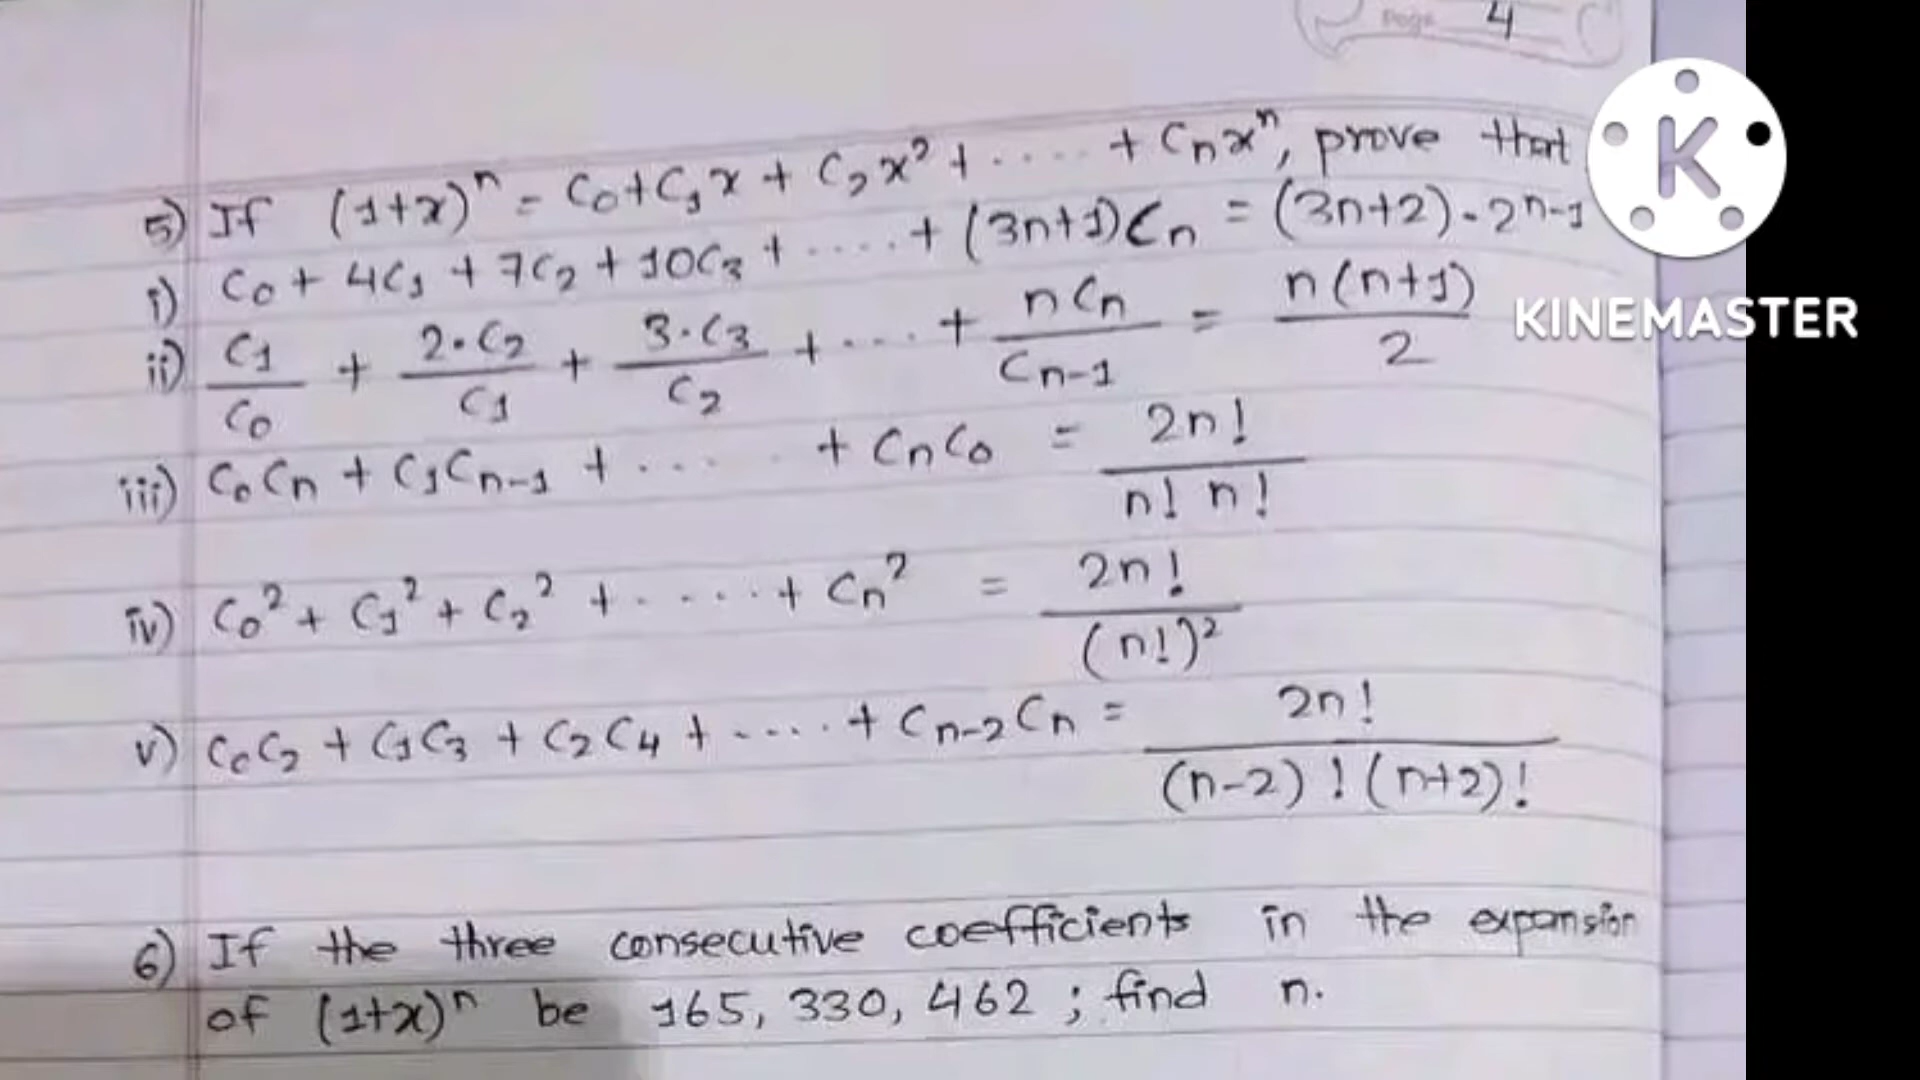 Page 4
5) If (1+x)ⁿ = C₀+C₁x + C₂x² + ····· + Cₙxⁿ, prove that
i) C₀ + 4C₁ + 7C₂ + 10C₃ + ····· + (3n+1)Cₙ = (3n+2)·2ⁿ⁻¹
ii) C₁/C₀ + 2·C₂/C₁ + 3·C₃/C₂ + ···· + nCₙ/Cₙ₋₁ = n(n+1)/2
iii) C₀Cₙ + C₁Cₙ₋₁ + ···· + CₙC₀ = 2n!/n! n!
iv) C₀² + C₁² + C₂² + ····· + Cₙ² = 2n!/(n!)²
v) C₀C₂ + C₁C₃ + C₂C₄ + ····· + Cₙ₋₂Cₙ = 2n!/(n-2)!(n+2)!
6) If the three consecutive coefficients in the expansion
of (1+x)ⁿ be 165, 330, 462 ; find n.
K
KINEMASTER